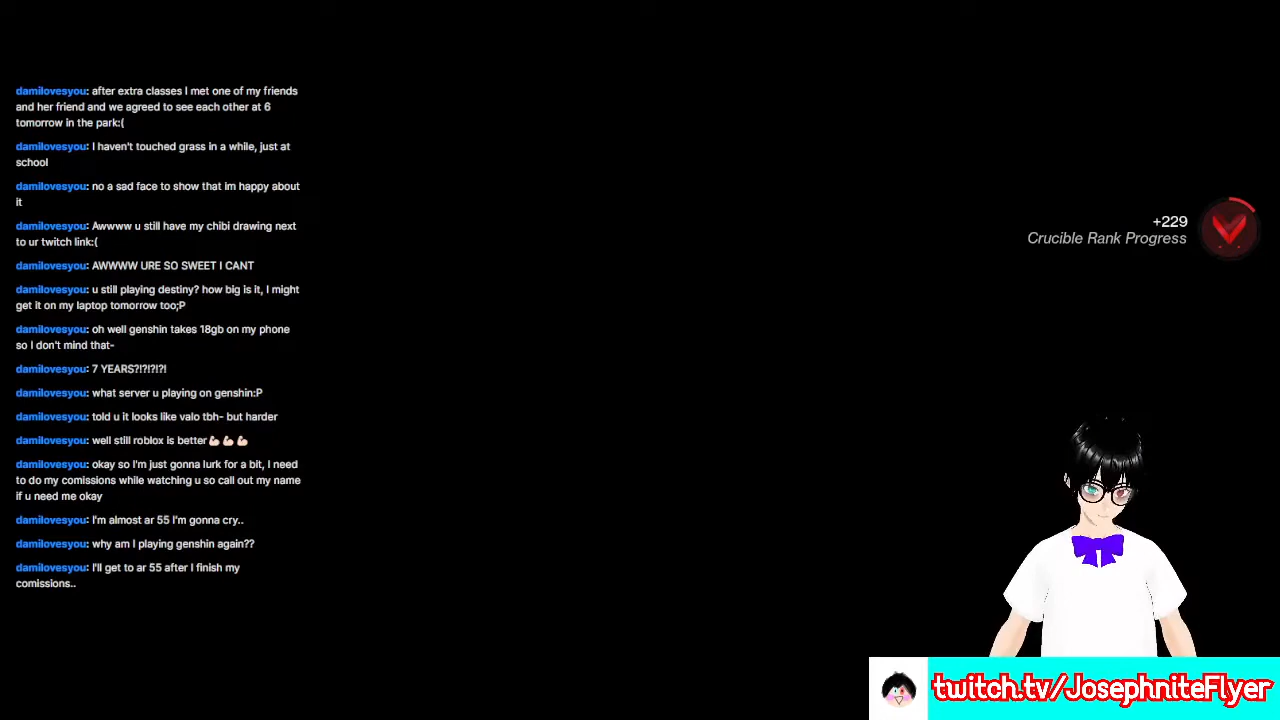 damilovesyou: after extra classes I met one of my friends
and her friend and we agreed to see each other at 6
tomorrow in the park:(
damilovesyou: I haven't touched grass in a while, just at
school
damilovesyou: no a sad face to show that im happy about
it
damilovesyou: Awwww u still have my chibi drawing next
to ur twitch link:(
damilovesyou: AWWWW URE SO SWEET I CANT
damilovesyou: u still playing destiny? how big is it, I might
get it on my laptop tomorrow too;P
damilovesyou: oh well genshin takes 18gb on my phone
so I don't mind that-
damilovesyou: 7 YEARS?!?!?!?!
damilovesyou: what server u playing on genshin:P
damilovesyou: told u it looks like valo tbh- but harder
damilovesyou: well still roblox is better💪🏻💪🏻💪🏻
damilovesyou: okay so I'm just gonna lurk for a bit, I need
to do my comissions while watching u so call out my name
if u need me okay
damilovesyou: I'm almost ar 55 I'm gonna cry..
damilovesyou: why am I playing genshin again??
damilovesyou: I'll get to ar 55 after I finish my
comissions..
+229
Crucible Rank Progress
twitch.tv/JosephniteFlyer